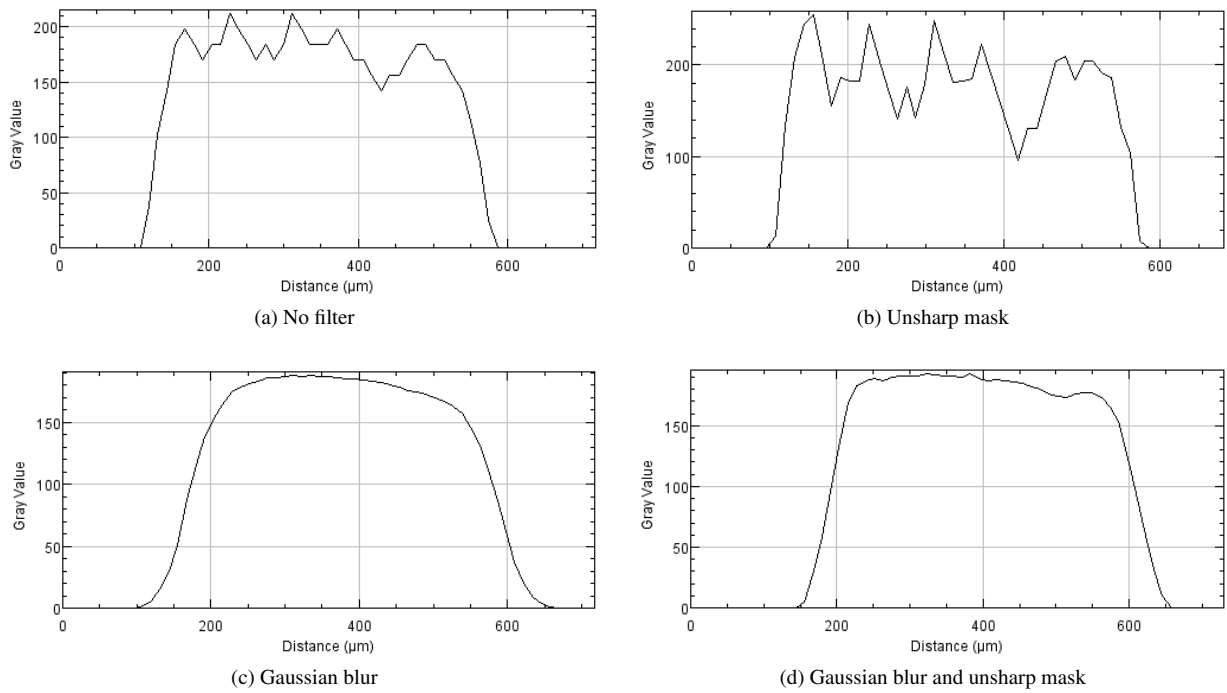 200
150
100
50
0
Gray Value
0 200 400 600
Distance (µm)
(a) No filter
200
100
0
Gray Value
0 200 400 600
Distance (µm)
(b) Unsharp mask
150
100
50
0
Gray Value
0 200 400 600
Distance (µm)
(c) Gaussian blur
150
100
50
0
Gray Value
0 200 400 600
Distance (µm)
(d) Gaussian blur and unsharp mask